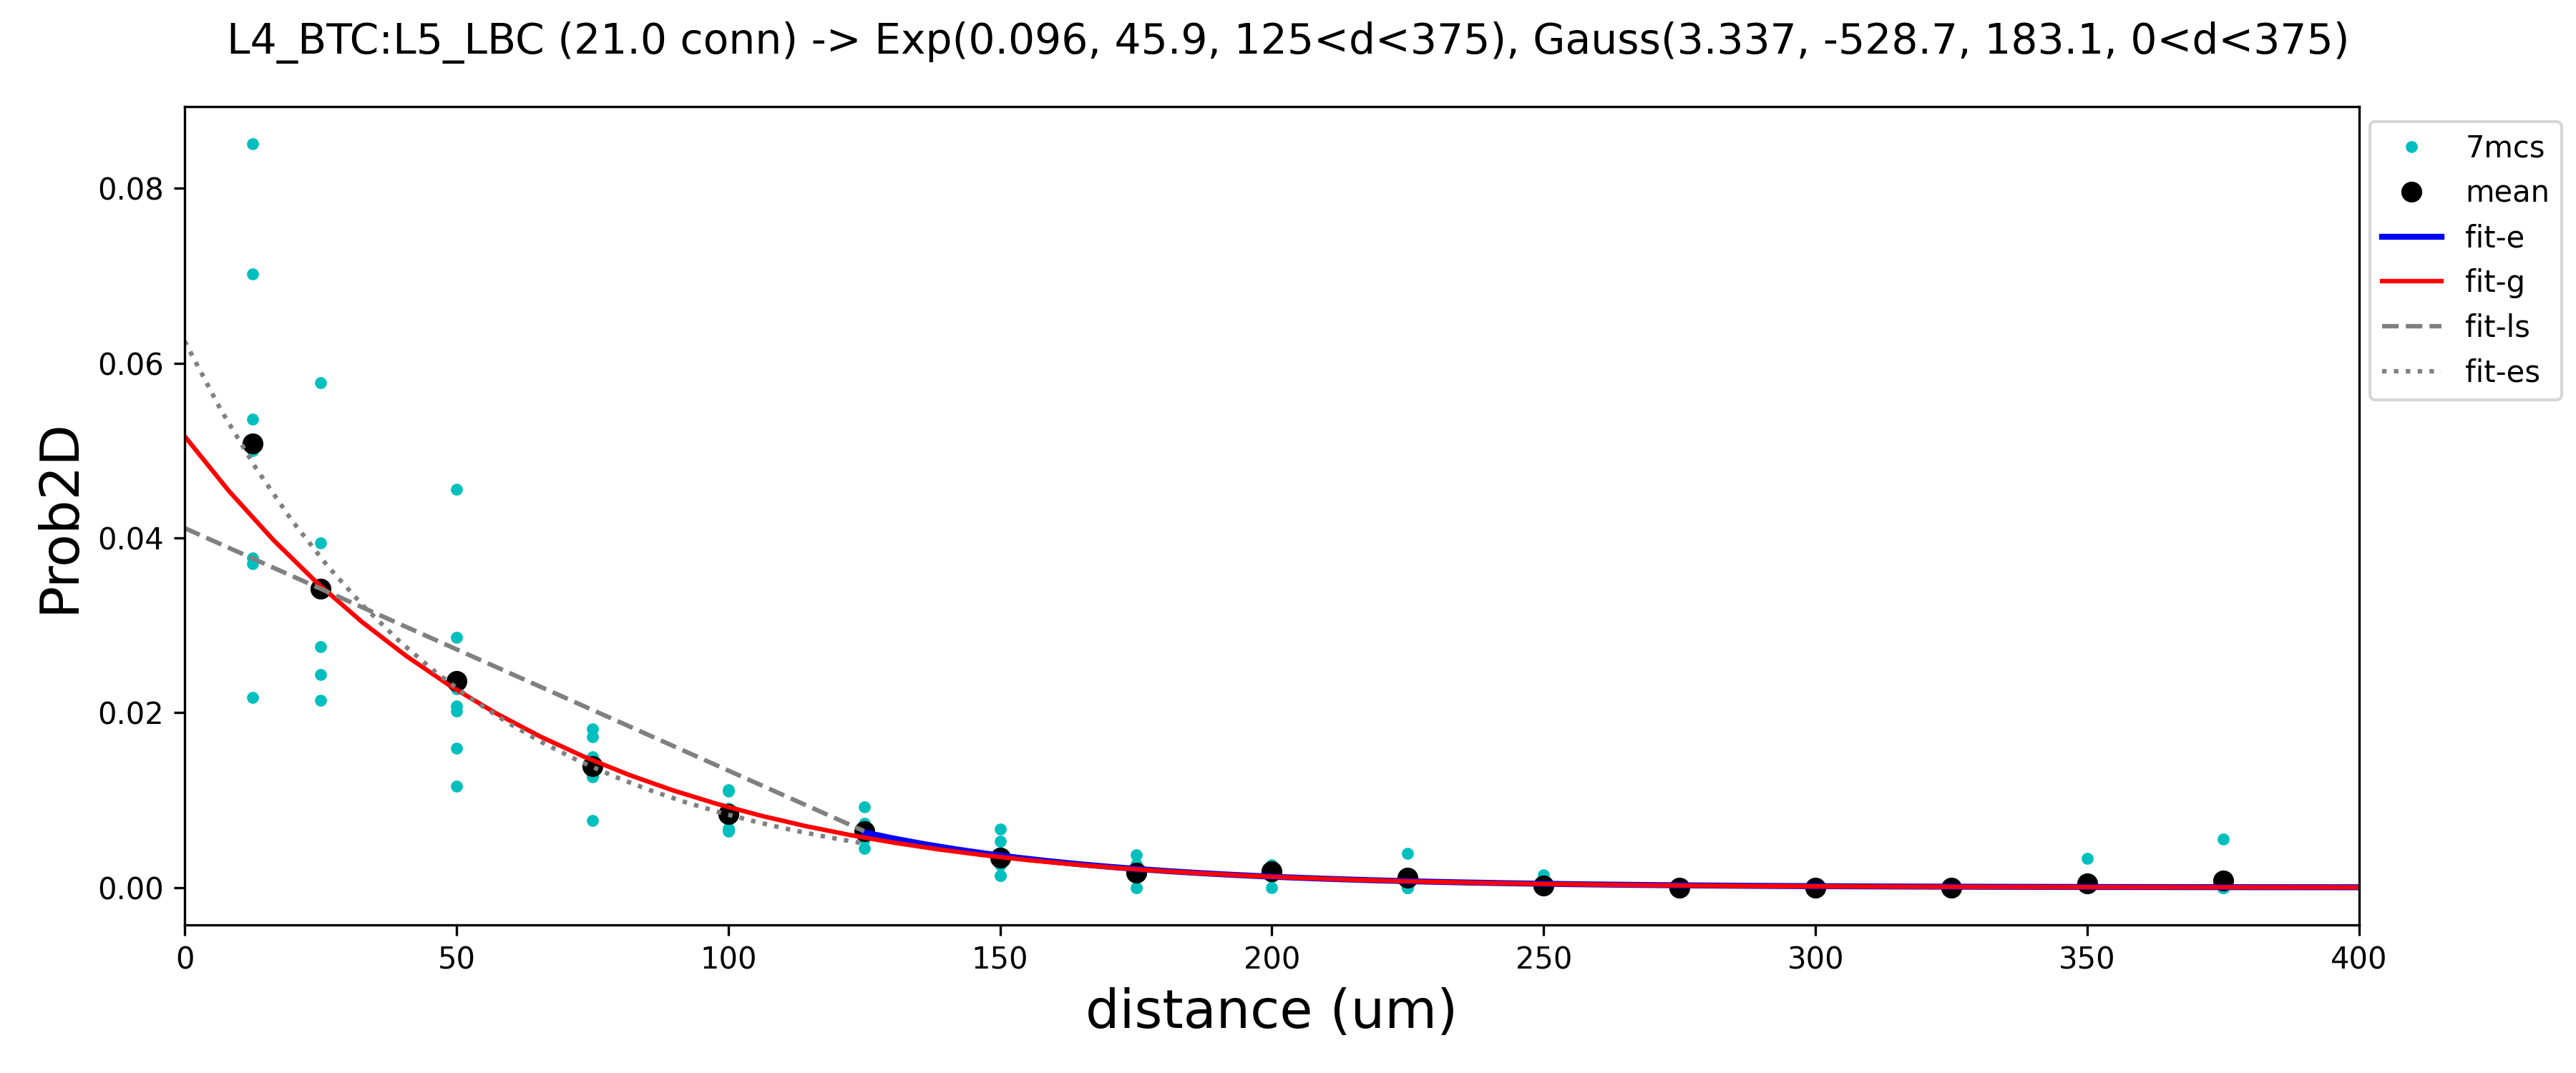 L4_BTC:L5_LBC (21.0 conn) -> Exp(0.096, 45.9, 125<d<375), Gauss(3.337, -528.7, 183.1, 0<d<375)
7mcs
mean
fit-e
fit-g
fit-ls
fit-es
Prob2D
0.08
0.06
0.04
0.02
0.00
0 50 100 150 200 250 300 350 400
distance (um)